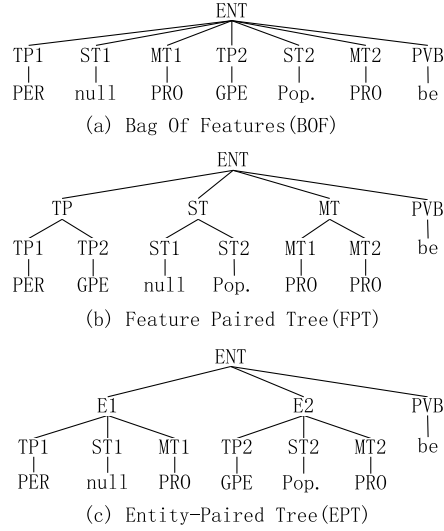 ENT
TP1 ST1 MT1 TP2 ST2 MT2 PVB
PER null PRO GPE Pop. PRO be
(a) Bag Of Features(BOF)
ENT
TP ST MT PVB
TP1 TP2 ST1 ST2 MT1 MT2 be
PER GPE null Pop. PRO PRO
(b) Feature Paired Tree(FPT)
ENT
E1 E2 PVB
TP1 ST1 MT1 TP2 ST2 MT2 be
PER null PRO GPE Pop. PRO
(c) Entity-Paired Tree(EPT)